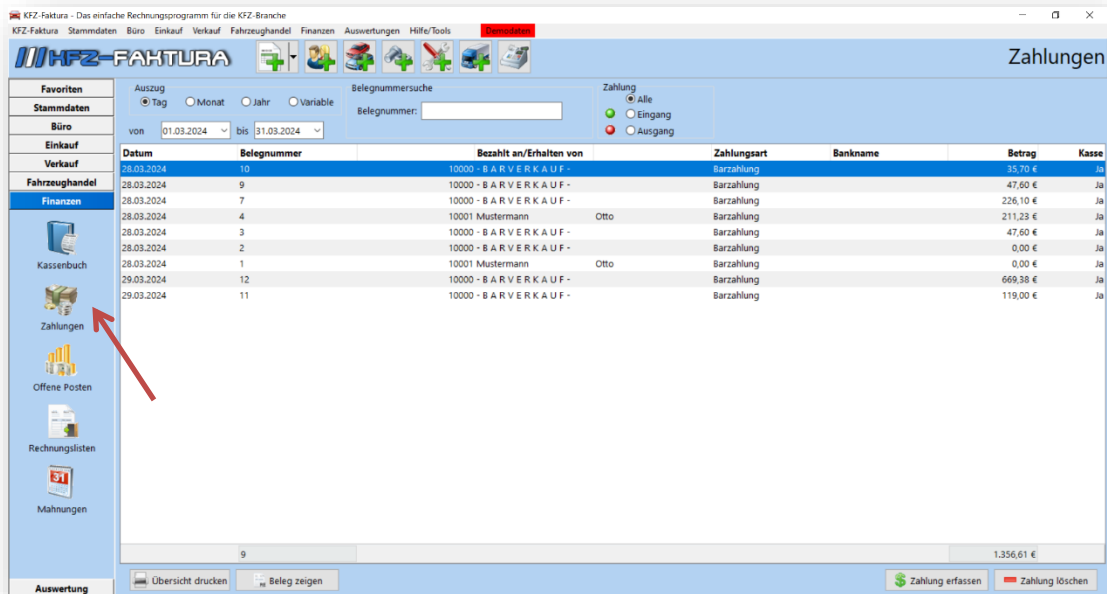 KFZ-Faktura - Das einfache Rechnungsprogramm für die KFZ-Branche
KFZ-Faktura Stammdaten Büro Einkauf Verkauf Fahrzeughandel Finanzen Auswertungen Hilfe/Tools Demodaten
KFZ-FAKTURA
Zahlungen
Favoriten
Stammdaten
Büro
Einkauf
Verkauf
Fahrzeughandel
Finanzen
Kassenbuch
Zahlungen
Offene Posten
Rechnungslisten
31
Mahnungen
Auswertung
Auszug
Tag Monat Jahr Variable
von 01.03.2024 bis 31.03.2024
Belegnummersuche
Belegnummer:
Zahlung
Alle
Eingang
Ausgang
Datum Belegnummer Bezahlt an/Erhalten von Zahlungsart Bankname Betrag Kasse
28.03.2024 10 10000 - B A R V E R K A U F - Barzahlung 35,70 € Ja
28.03.2024 9 10000 - B A R V E R K A U F - Barzahlung 47,60 € Ja
28.03.2024 7 10000 - B A R V E R K A U F - Barzahlung 226,10 € Ja
28.03.2024 4 10001 Mustermann Otto Barzahlung 211,23 € Ja
28.03.2024 3 10000 - B A R V E R K A U F - Barzahlung 47,60 € Ja
28.03.2024 2 10000 - B A R V E R K A U F - Barzahlung 0,00 € Ja
28.03.2024 1 10001 Mustermann Otto Barzahlung 0,00 € Ja
29.03.2024 12 10000 - B A R V E R K A U F - Barzahlung 669,38 € Ja
29.03.2024 11 10000 - B A R V E R K A U F - Barzahlung 119,00 € Ja
9 1.356,61 €
Übersicht drucken Beleg zeigen Zahlung erfassen Zahlung löschen